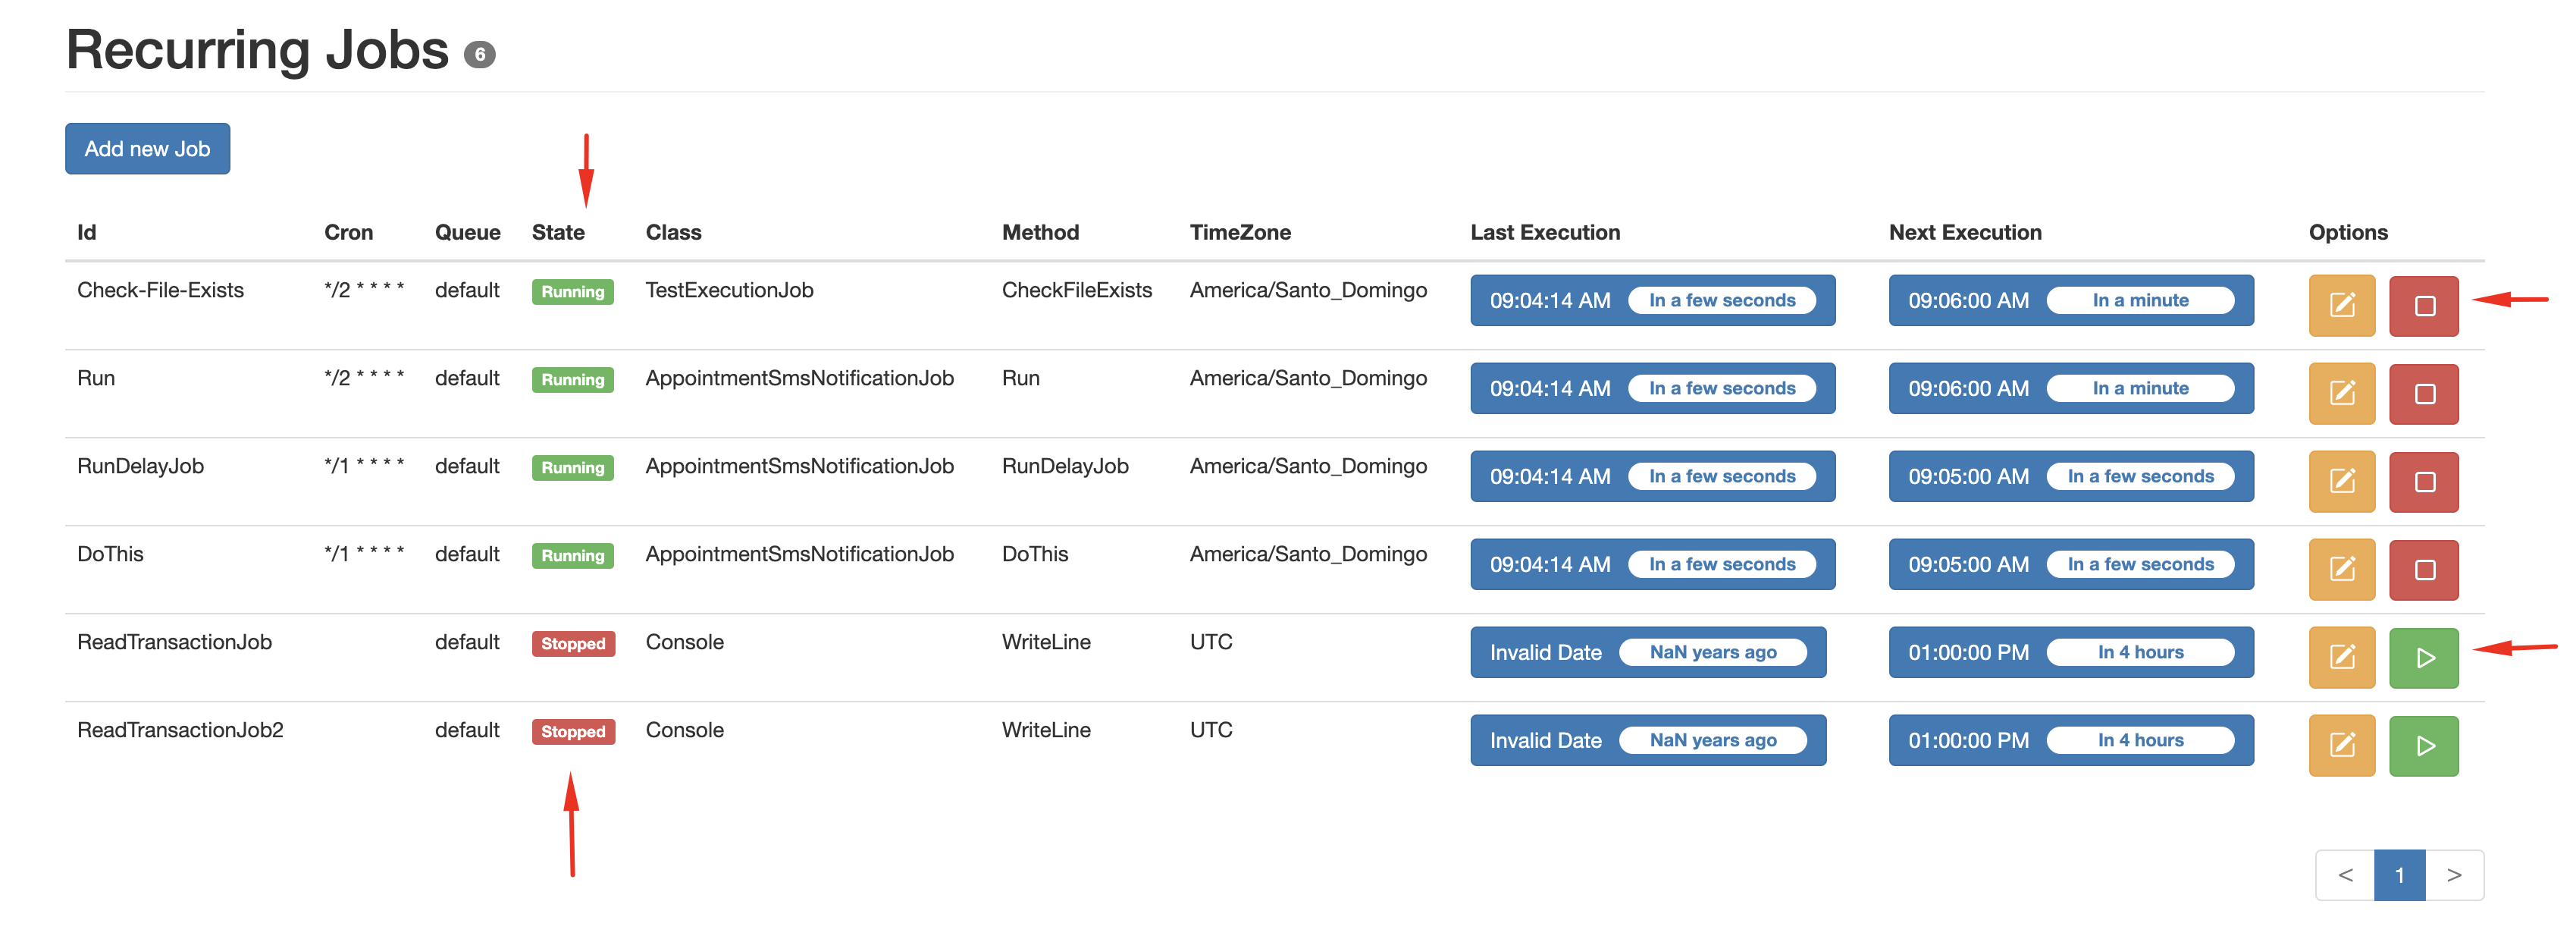 Recurring Jobs 6
Add new Job
Id Cron Queue State Class Method TimeZone Last Execution Next Execution Options
Check-File-Exists */2 * * * * default Running TestExecutionJob CheckFileExists America/Santo_Domingo 09:04:14 AM In a few seconds 09:06:00 AM In a minute
Run */2 * * * * default Running AppointmentSmsNotificationJob Run America/Santo_Domingo 09:04:14 AM In a few seconds 09:06:00 AM In a minute
RunDelayJob */1 * * * * default Running AppointmentSmsNotificationJob RunDelayJob America/Santo_Domingo 09:04:14 AM In a few seconds 09:05:00 AM In a few seconds
DoThis */1 * * * * default Running AppointmentSmsNotificationJob DoThis America/Santo_Domingo 09:04:14 AM In a few seconds 09:05:00 AM In a few seconds
ReadTransactionJob default Stopped Console WriteLine UTC Invalid Date NaN years ago 01:00:00 PM In 4 hours
ReadTransactionJob2 default Stopped Console WriteLine UTC Invalid Date NaN years ago 01:00:00 PM In 4 hours
< 1 >